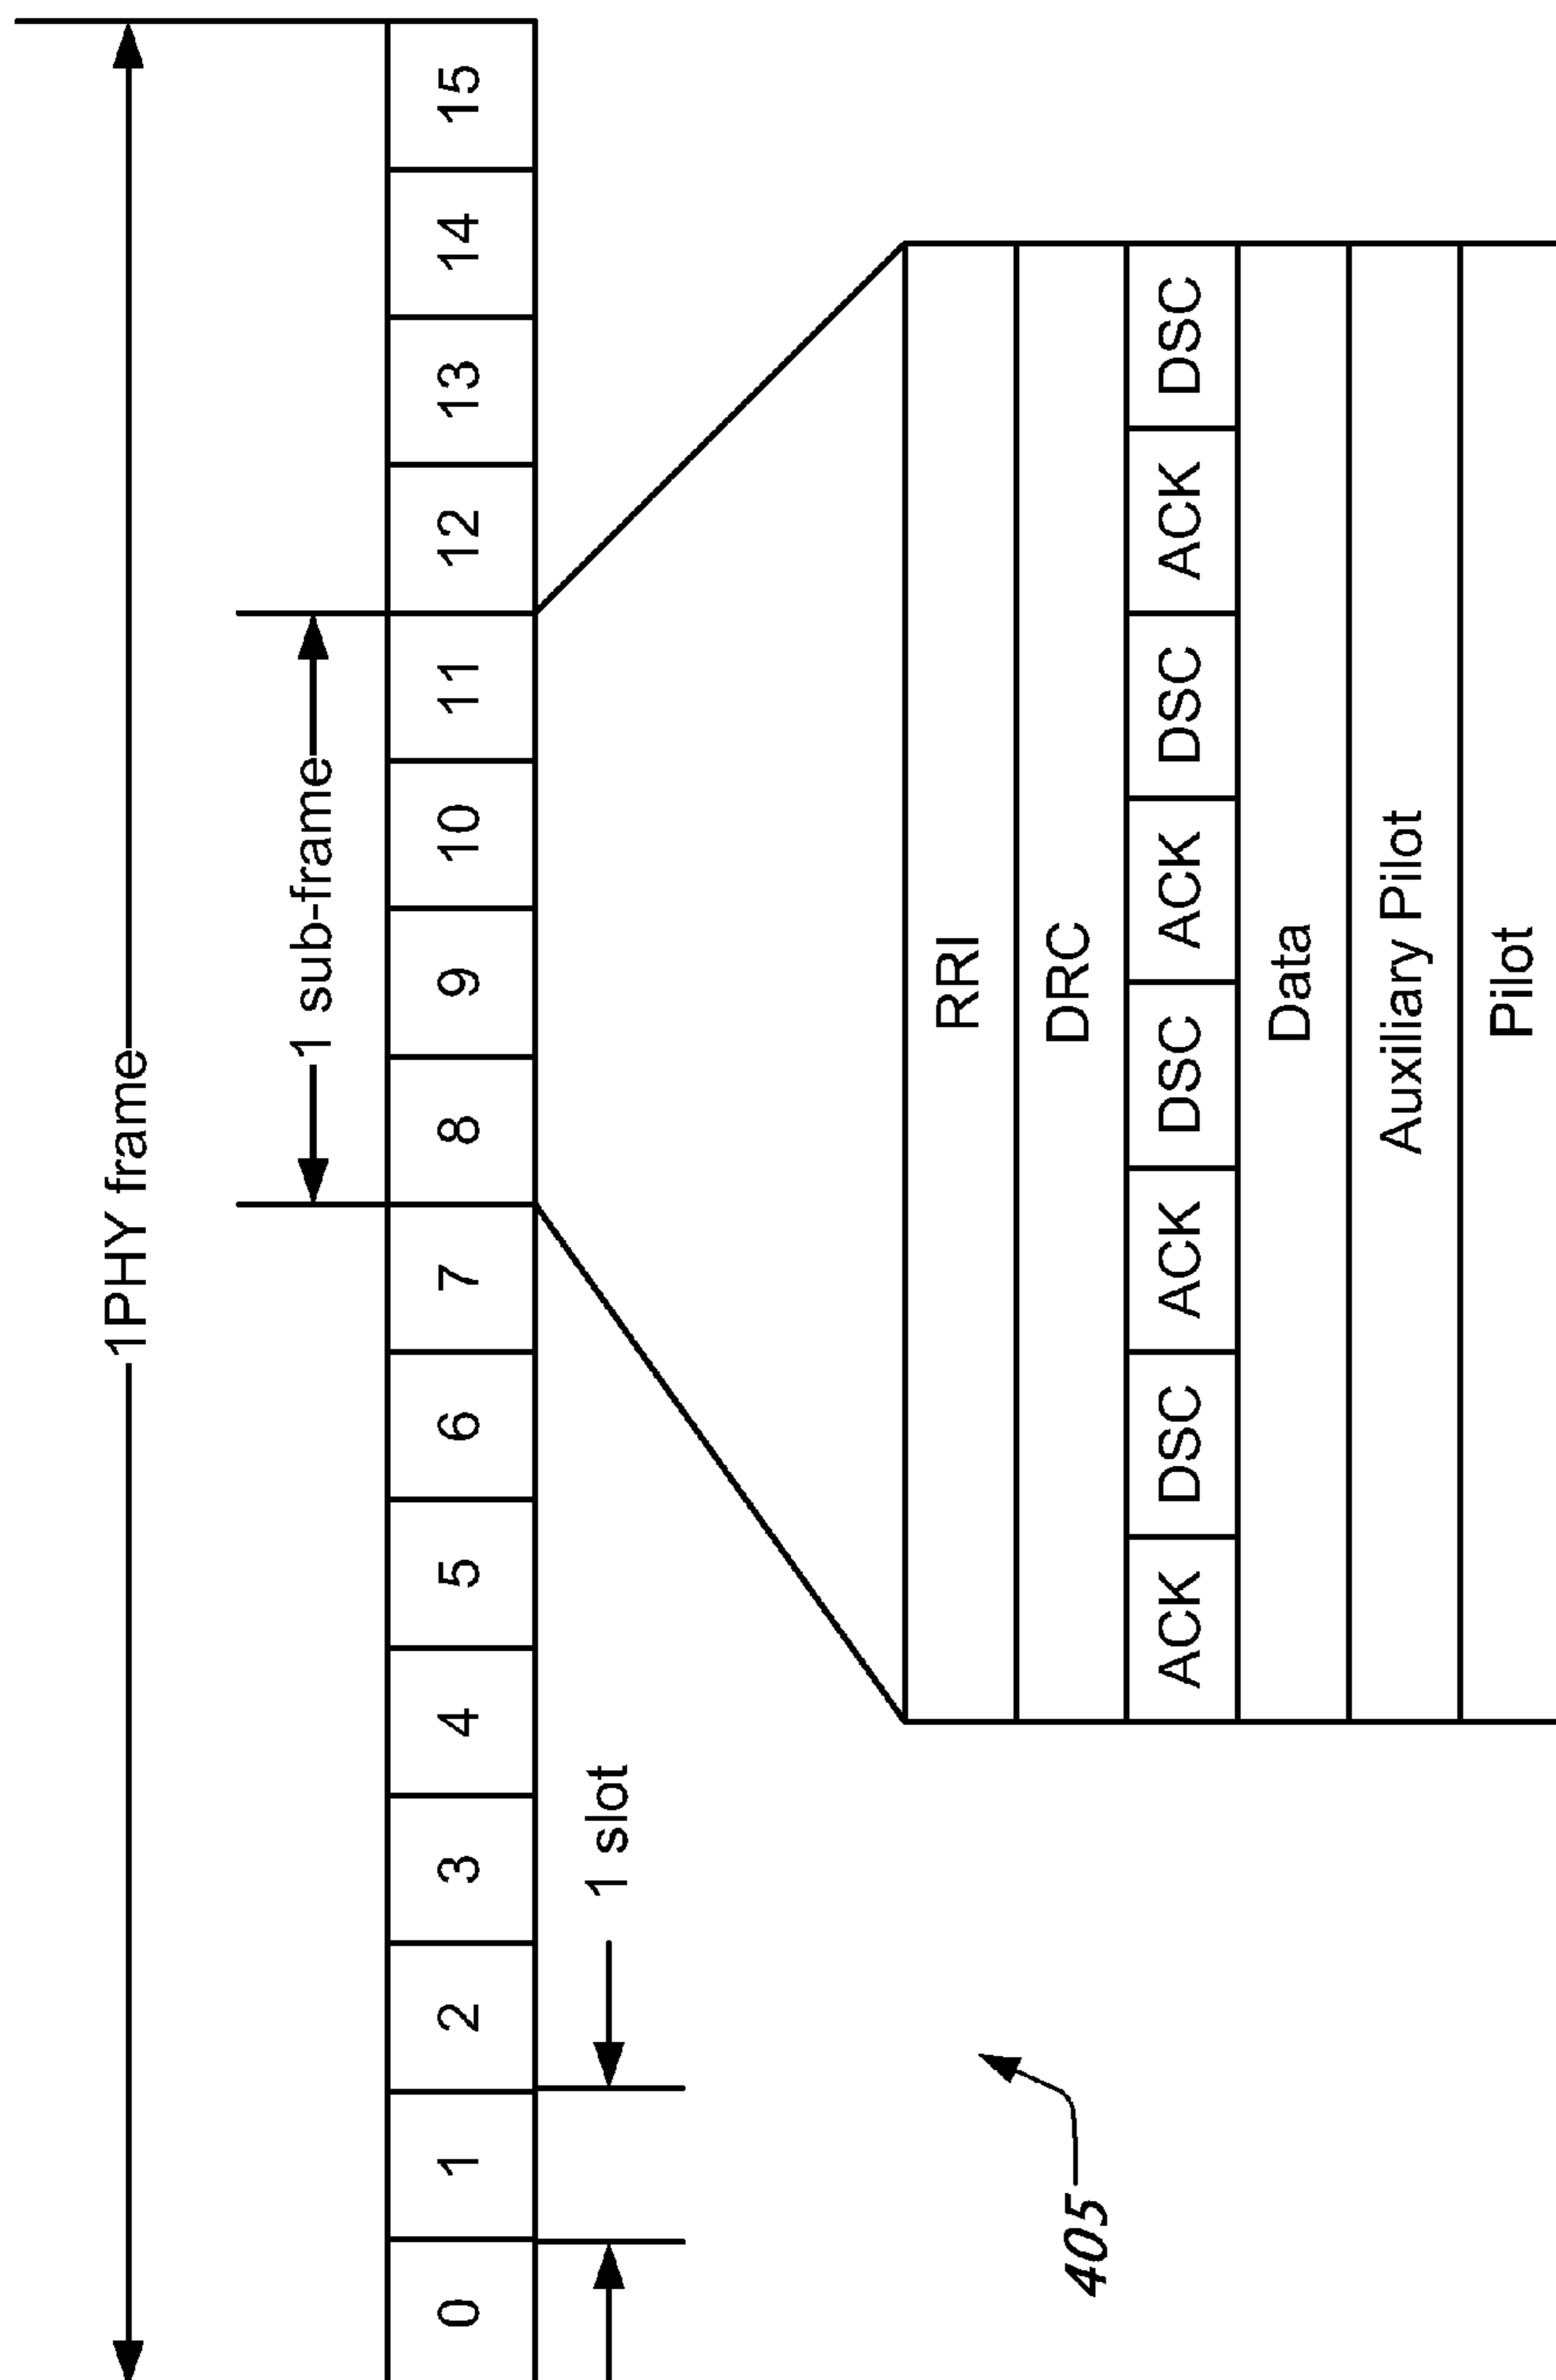 1PHY frame
1 sub-frame
0 1 2 3 4 5 6 7 8 9 10 11 12 13 14 15
1 slot
RRI
DRC
ACK DSC ACK DSC ACK DSC ACK DSC
Data
Auxiliary Pilot
Pilot
405